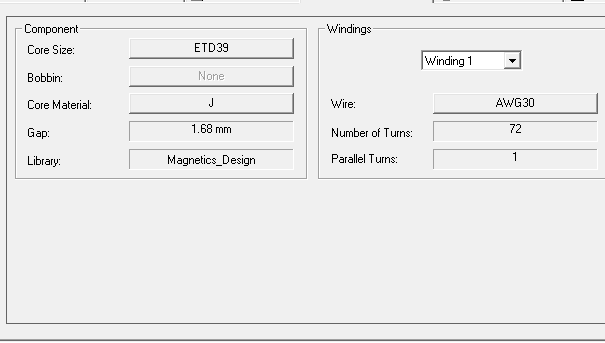 Component
Core Size: ETD39
Bobbin: None
Core Material: J
Gap: 1.68 mm
Library: Magnetics_Design
Windings
Winding 1
Wire: AWG30
Number of Turns: 72
Parallel Turns: 1